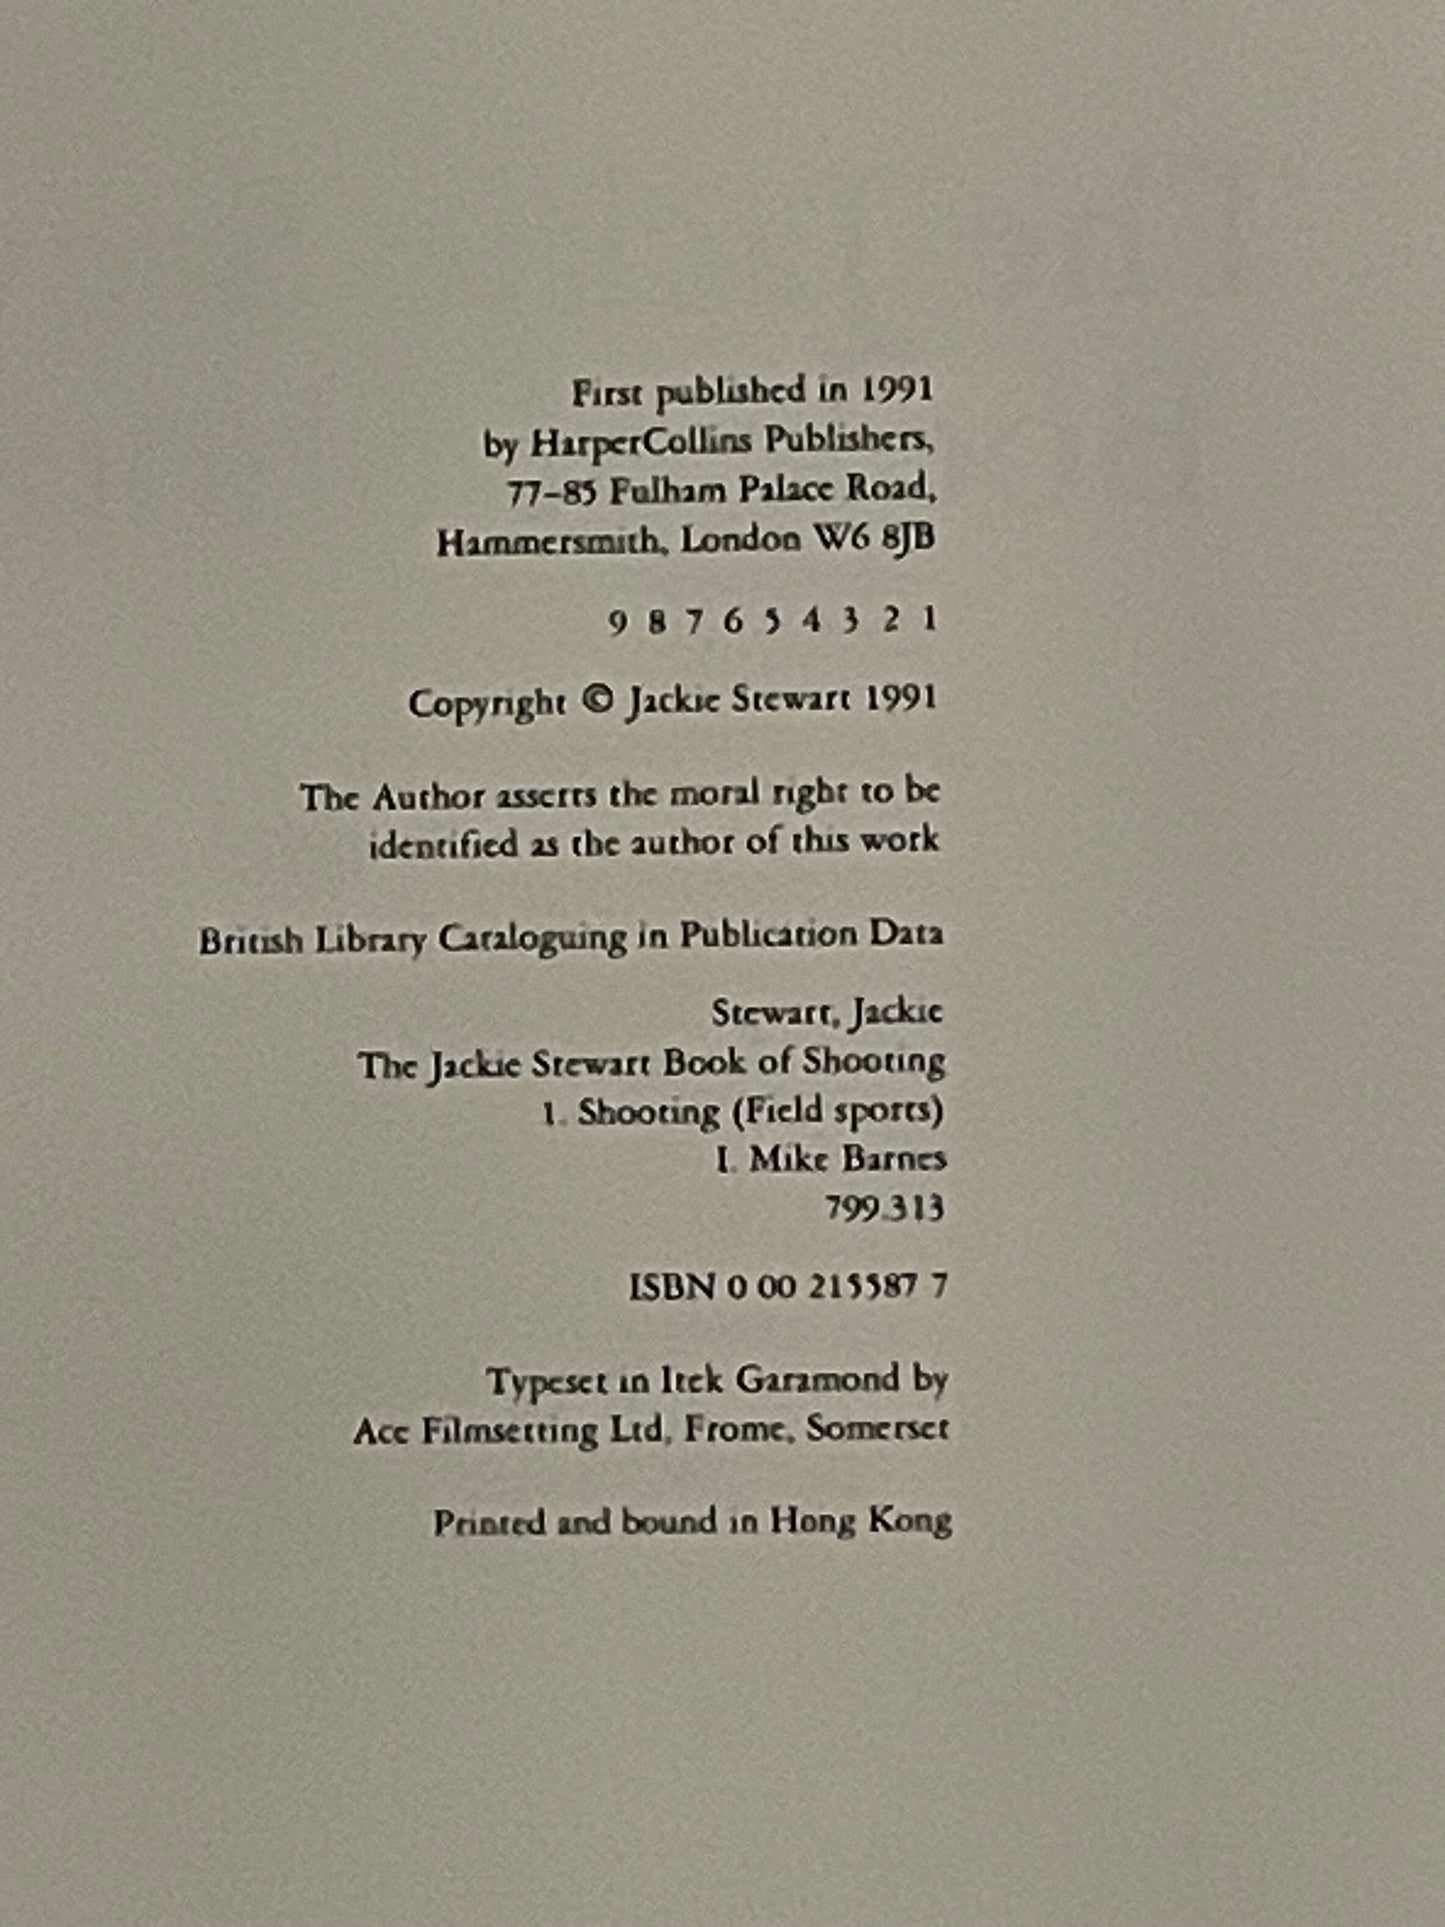 First published in 1991
by HarperCollins Publishers,
77–85 Fulham Palace Road,
Hammersmith, London W6 8JB
9 8 7 6 5 4 3 2 1
Copyright © Jackie Stewart 1991
The Author asserts the moral right to be
identified as the author of this work
British Library Cataloguing in Publication Data
Stewart, Jackie
The Jackie Stewart Book of Shooting
1. Shooting (Field sports)
I. Mike Barnes
799.313
ISBN 0 00 215587 7
Typeset in Itek Garamond by
Ace Filmsetting Ltd, Frome, Somerset
Printed and bound in Hong Kong